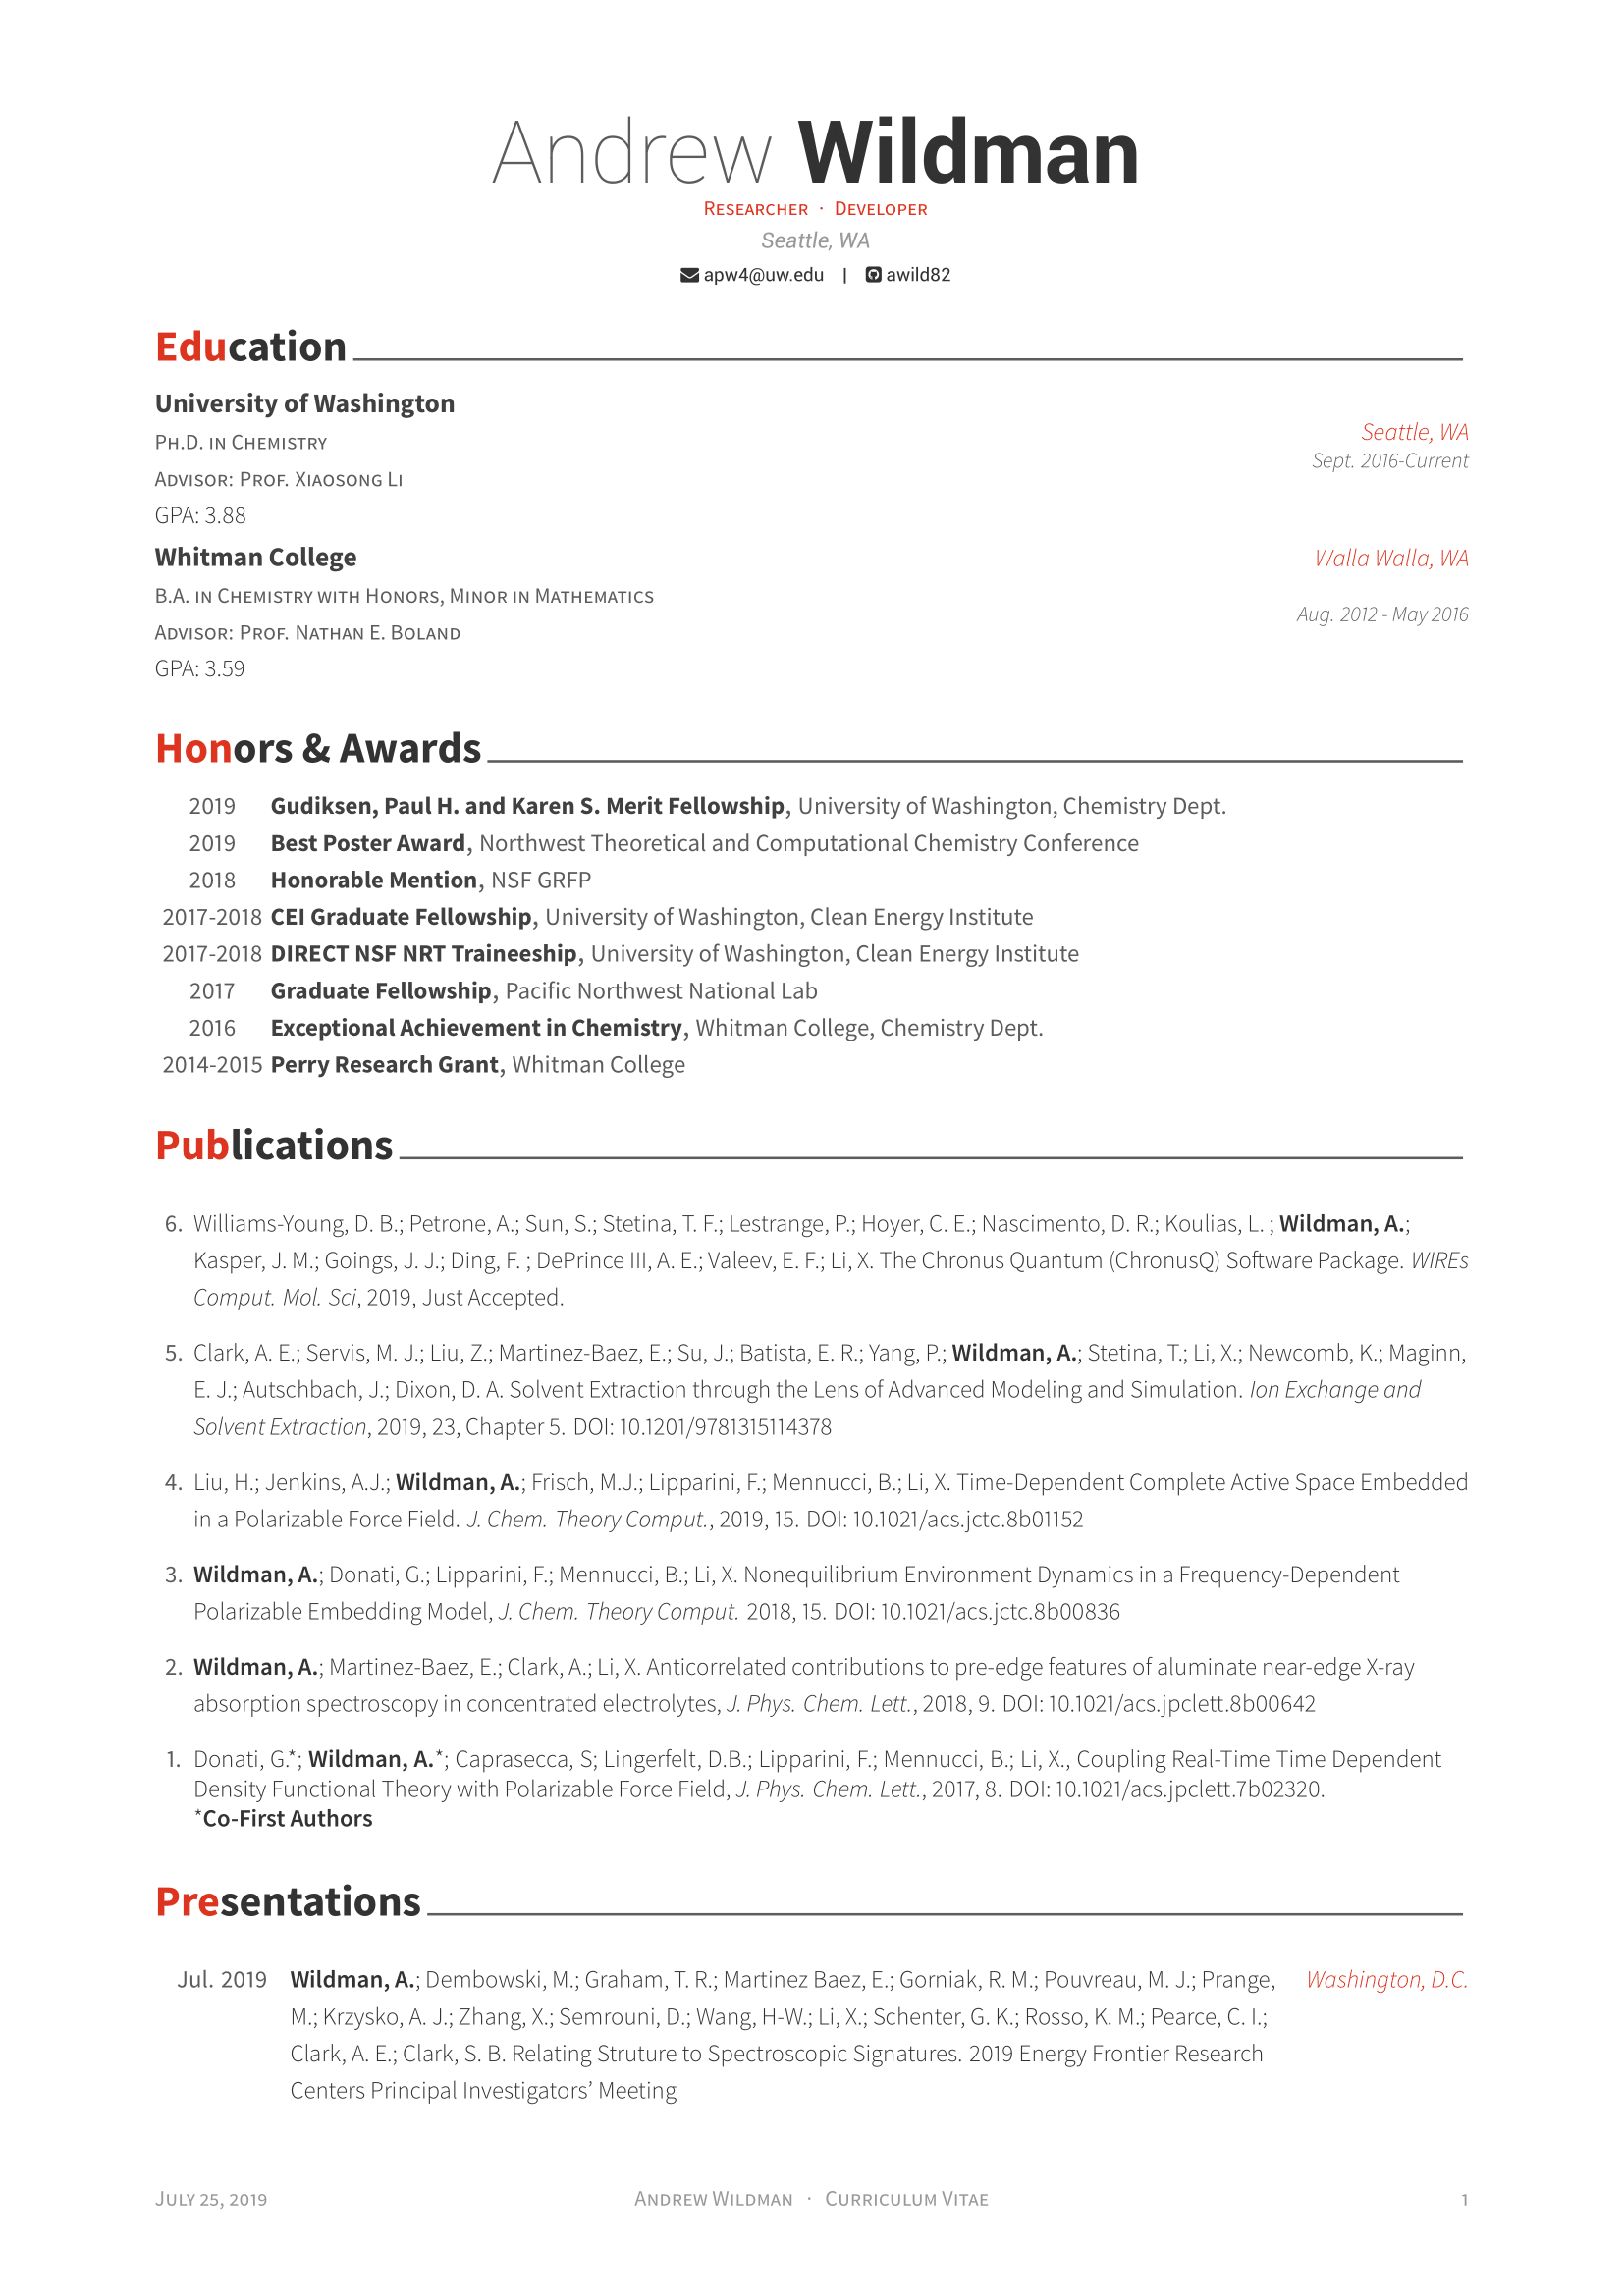 Andrew Wildman
Researcher · Developer
Seattle, WA
apw4@uw.edu | awild82
Education
University of Washington
Seattle, WA
Ph.D. in Chemistry
Sept. 2016-Current
Advisor: Prof. Xiaosong Li
GPA: 3.88
Whitman College
Walla Walla, WA
B.A. in Chemistry with Honors, Minor in Mathematics
Aug. 2012 - May 2016
Advisor: Prof. Nathan E. Boland
GPA: 3.59
Honors & Awards
2019 Gudiksen, Paul H. and Karen S. Merit Fellowship, University of Washington, Chemistry Dept.
2019 Best Poster Award, Northwest Theoretical and Computational Chemistry Conference
2018 Honorable Mention, NSF GRFP
2017-2018 CEI Graduate Fellowship, University of Washington, Clean Energy Institute
2017-2018 DIRECT NSF NRT Traineeship, University of Washington, Clean Energy Institute
2017 Graduate Fellowship, Pacific Northwest National Lab
2016 Exceptional Achievement in Chemistry, Whitman College, Chemistry Dept.
2014-2015 Perry Research Grant, Whitman College
Publications
6. Williams-Young, D. B.; Petrone, A.; Sun, S.; Stetina, T. F.; Lestrange, P.; Hoyer, C. E.; Nascimento, D. R.; Koulias, L. ; Wildman, A.;
Kasper, J. M.; Goings, J. J.; Ding, F. ; DePrince III, A. E.; Valeev, E. F.; Li, X. The Chronus Quantum (ChronusQ) Software Package. WIREs
Comput. Mol. Sci, 2019, Just Accepted.
5. Clark, A. E.; Servis, M. J.; Liu, Z.; Martinez-Baez, E.; Su, J.; Batista, E. R.; Yang, P.; Wildman, A.; Stetina, T.; Li, X.; Newcomb, K.; Maginn,
E. J.; Autschbach, J.; Dixon, D. A. Solvent Extraction through the Lens of Advanced Modeling and Simulation. Ion Exchange and
Solvent Extraction, 2019, 23, Chapter 5. DOI: 10.1201/9781315114378
4. Liu, H.; Jenkins, A.J.; Wildman, A.; Frisch, M.J.; Lipparini, F.; Mennucci, B.; Li, X. Time-Dependent Complete Active Space Embedded
in a Polarizable Force Field. J. Chem. Theory Comput., 2019, 15. DOI: 10.1021/acs.jctc.8b01152
3. Wildman, A.; Donati, G.; Lipparini, F.; Mennucci, B.; Li, X. Nonequilibrium Environment Dynamics in a Frequency-Dependent
Polarizable Embedding Model, J. Chem. Theory Comput. 2018, 15. DOI: 10.1021/acs.jctc.8b00836
2. Wildman, A.; Martinez-Baez, E.; Clark, A.; Li, X. Anticorrelated contributions to pre-edge features of aluminate near-edge X-ray
absorption spectroscopy in concentrated electrolytes, J. Phys. Chem. Lett., 2018, 9. DOI: 10.1021/acs.jpclett.8b00642
1. Donati, G.*; Wildman, A.*; Caprasecca, S; Lingerfelt, D.B.; Lipparini, F.; Mennucci, B.; Li, X., Coupling Real-Time Time Dependent
Density Functional Theory with Polarizable Force Field, J. Phys. Chem. Lett., 2017, 8. DOI: 10.1021/acs.jpclett.7b02320.
*Co-First Authors
Presentations
Jul. 2019 Wildman, A.; Dembowski, M.; Graham, T. R.; Martinez Baez, E.; Gorniak, R. M.; Pouvreau, M. J.; Prange, Washington, D.C.
M.; Krzysko, A. J.; Zhang, X.; Semrouni, D.; Wang, H-W.; Li, X.; Schenter, G. K.; Rosso, K. M.; Pearce, C. I.;
Clark, A. E.; Clark, S. B. Relating Struture to Spectroscopic Signatures. 2019 Energy Frontier Research
Centers Principal Investigators’ Meeting
July 25, 2019 Andrew Wildman · Curriculum Vitae 1